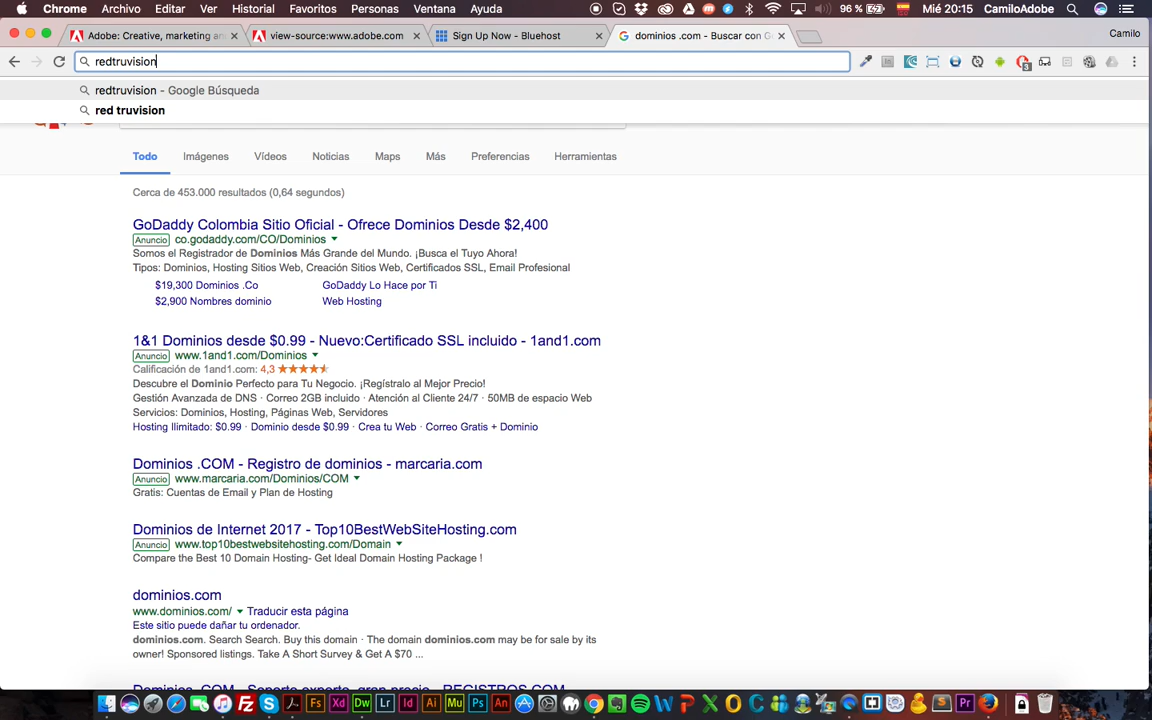 Chrome Archivo Editar Ver Historial Favoritos Personas Ventana Ayuda 96 % Mié 20:15 CamiloAdobe
Adobe: Creative, marketing an view-source:www.adobe.com Sign Up Now - Bluehost dominios .com - Buscar con G Camilo
redtruvision
redtruvision - Google Búsqueda
red truvision
Todo Imágenes Vídeos Noticias Maps Más Preferencias Herramientas
Cerca de 453.000 resultados (0,64 segundos)
GoDaddy Colombia Sitio Oficial - Ofrece Dominios Desde $2,400
Anuncio co.godaddy.com/CO/Dominios
Somos el Registrador de Dominios Más Grande del Mundo. ¡Busca el Tuyo Ahora!
Tipos: Dominios, Hosting Sitios Web, Creación Sitios Web, Certificados SSL, Email Profesional
$19,300 Dominios .Co GoDaddy Lo Hace por Ti
$2,900 Nombres dominio Web Hosting
1&1 Dominios desde $0.99 - Nuevo:Certificado SSL incluido - 1and1.com
Anuncio www.1and1.com/Dominios
Calificación de 1and1.com: 4,3
Descubre el Dominio Perfecto para Tu Negocio. ¡Regístralo al Mejor Precio!
Gestión Avanzada de DNS · Correo 2GB incluido · Atención al Cliente 24/7 · 50MB de espacio Web
Servicios: Dominios, Hosting, Páginas Web, Servidores
Hosting Ilimitado: $0.99 · Dominio desde $0.99 · Crea tu Web · Correo Gratis + Dominio
Dominios .COM - Registro de dominios - marcaria.com
Anuncio www.marcaria.com/Dominios/COM
Gratis: Cuentas de Email y Plan de Hosting
Dominios de Internet 2017 - Top10BestWebSiteHosting.com
Anuncio www.top10bestwebsitehosting.com/Domain
Compare the Best 10 Domain Hosting- Get Ideal Domain Hosting Package !
dominios.com
www.dominios.com/ Traducir esta página
Este sitio puede dañar tu ordenador.
dominios.com. Search Search. Buy this domain · The domain dominios.com may be for sale by its
owner! Sponsored listings. Take A Short Survey & Get A $70 ...
Dominios .COM - Soporte experto, gran precio - REGISTROS.COM
Fs Xd Dw Lr Id Ai Mu Ps An Pr